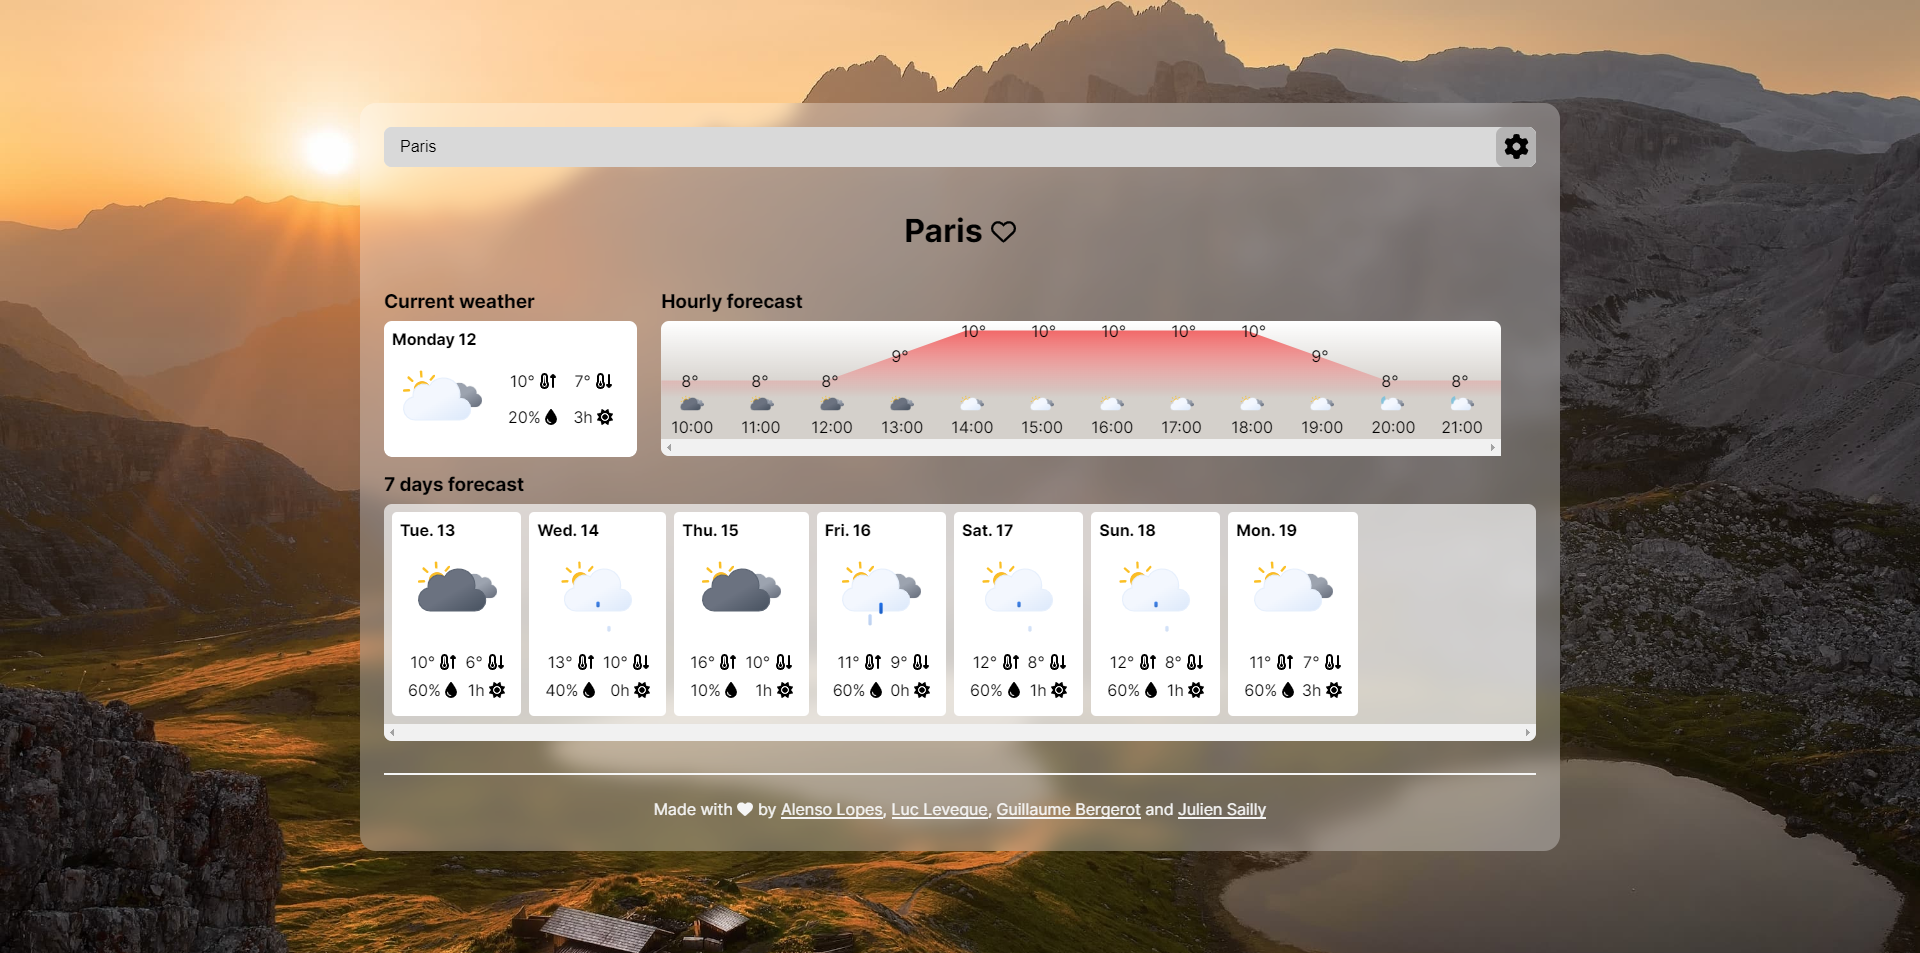 Paris
Paris
Current weather
Monday 12
10° 7°
20% 3h
Hourly forecast
8° 8° 8° 9° 10° 10° 10° 10° 10° 9° 8° 8°
10:00 11:00 12:00 13:00 14:00 15:00 16:00 17:00 18:00 19:00 20:00 21:00
7 days forecast
Tue. 13
10° 6°
60% 1h
Wed. 14
13° 10°
40% 0h
Thu. 15
16° 10°
10% 1h
Fri. 16
11° 9°
60% 0h
Sat. 17
12° 8°
60% 1h
Sun. 18
12° 8°
60% 1h
Mon. 19
11° 7°
60% 3h
Made with ♥ by Alenso Lopes, Luc Leveque, Guillaume Bergerot and Julien Sailly